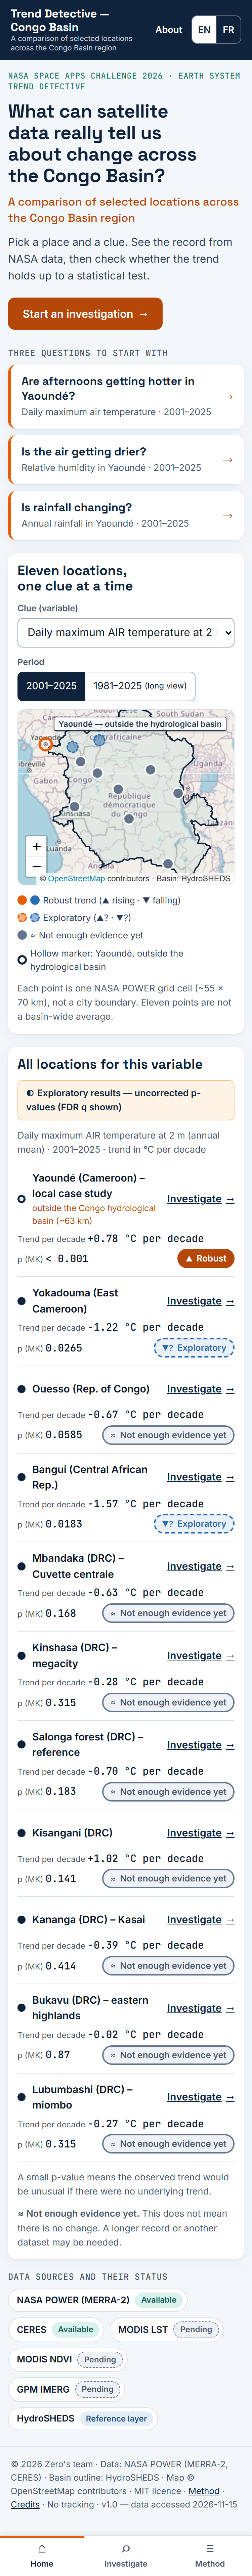 Trend Detective —
Congo Basin
A comparison of selected locations
across the Congo Basin region
About
EN
FR
NASA SPACE APPS CHALLENGE 2026 · EARTH SYSTEM
TREND DETECTIVE
What can satellite
data really tell us
about change across
the Congo Basin?
A comparison of selected locations across
the Congo Basin region
Pick a place and a clue. See the record from
NASA data, then check whether the trend
holds up to a statistical test.
Start an investigation →
THREE QUESTIONS TO START WITH
Are afternoons getting hotter in
Yaoundé?
→
Daily maximum air temperature · 2001–2025
Is the air getting drier?
→
Relative humidity in Yaoundé · 2001–2025
Is rainfall changing?
→
Annual rainfall in Yaoundé · 2001–2025
Eleven locations,
one clue at a time
Clue (variable)
Daily maximum AIR temperature at 2
Period
2001–2025
1981–2025 (long view)
South Sudan
Yaoundé — outside the hydrological basin
centrafricaine
Yaoundé
Uganda
République
démocratique
du Congo
Kinshasa
Luanda
+
−
© OpenStreetMap contributors · Basin: HydroSHEDS
Robust trend (▲ rising · ▼ falling)
Exploratory (▲? · ▼?)
≈ Not enough evidence yet
Hollow marker: Yaoundé, outside the
hydrological basin
Each point is one NASA POWER grid cell (~55 ×
70 km), not a city boundary. Eleven points are not
a basin-wide average.
All locations for this variable
◐ Exploratory results — uncorrected p-
values (FDR q shown)
Daily maximum AIR temperature at 2 m (annual
mean) · 2001–2025 · trend in °C per decade
Yaoundé (Cameroon) –
local case study
Investigate →
outside the Congo hydrological
basin (~63 km)
Trend per decade +0.78 °C per decade
p (MK) < 0.001
▲ Robust
Yokadouma (East
Cameroon)
Investigate →
Trend per decade -1.22 °C per decade
p (MK) 0.0265
▼? Exploratory
Ouesso (Rep. of Congo)
Investigate →
Trend per decade -0.67 °C per decade
p (MK) 0.0585
≈ Not enough evidence yet
Bangui (Central African
Rep.)
Investigate →
Trend per decade -1.57 °C per decade
p (MK) 0.0183
▼? Exploratory
Mbandaka (DRC) –
Cuvette centrale
Investigate →
Trend per decade -0.63 °C per decade
p (MK) 0.168
≈ Not enough evidence yet
Kinshasa (DRC) –
megacity
Investigate →
Trend per decade -0.28 °C per decade
p (MK) 0.315
≈ Not enough evidence yet
Salonga forest (DRC) –
reference
Investigate →
Trend per decade -0.70 °C per decade
p (MK) 0.183
≈ Not enough evidence yet
Kisangani (DRC)
Investigate →
Trend per decade +1.02 °C per decade
p (MK) 0.141
≈ Not enough evidence yet
Kananga (DRC) – Kasai
Investigate →
Trend per decade -0.39 °C per decade
p (MK) 0.414
≈ Not enough evidence yet
Bukavu (DRC) – eastern
highlands
Investigate →
Trend per decade -0.02 °C per decade
p (MK) 0.87
≈ Not enough evidence yet
Lubumbashi (DRC) –
miombo
Investigate →
Trend per decade -0.27 °C per decade
p (MK) 0.315
≈ Not enough evidence yet
A small p-value means the observed trend would
be unusual if there were no underlying trend.
≈ Not enough evidence yet. This does not mean
there is no change. A longer record or another
dataset may be needed.
DATA SOURCES AND THEIR STATUS
NASA POWER (MERRA-2) Available
CERES Available
MODIS LST Pending
MODIS NDVI Pending
GPM IMERG Pending
HydroSHEDS Reference layer
© 2026 Zero's team · Data: NASA POWER (MERRA-2,
CERES) · Basin outline: HydroSHEDS · Map ©
OpenStreetMap contributors · MIT licence · Method ·
Credits · No tracking · v1.0 — data accessed 2026-11-15
Home
Investigate
Method